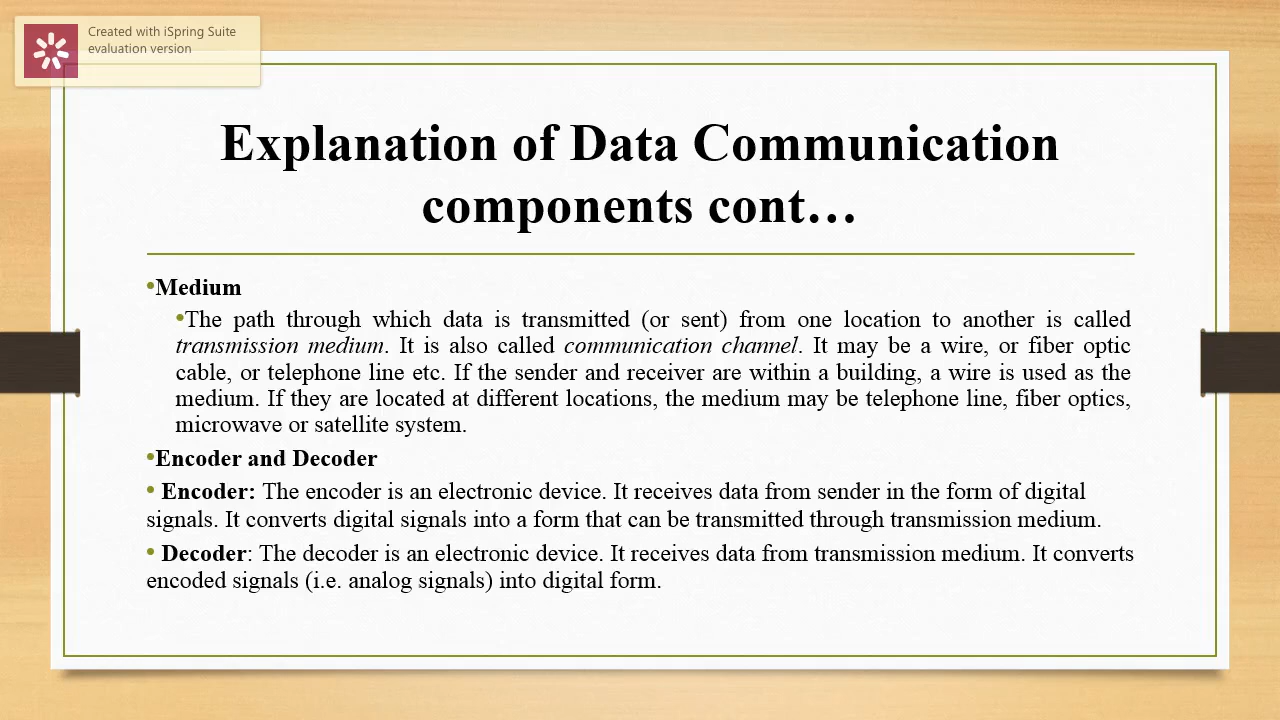 Created with iSpring Suite
evaluation version
Explanation of Data Communication
components cont…
•Medium
•The path through which data is transmitted (or sent) from one location to another is called
transmission medium. It is also called communication channel. It may be a wire, or fiber optic
cable, or telephone line etc. If the sender and receiver are within a building, a wire is used as the
medium. If they are located at different locations, the medium may be telephone line, fiber optics,
microwave or satellite system.
•Encoder and Decoder
• Encoder: The encoder is an electronic device. It receives data from sender in the form of digital
signals. It converts digital signals into a form that can be transmitted through transmission medium.
• Decoder: The decoder is an electronic device. It receives data from transmission medium. It converts
encoded signals (i.e. analog signals) into digital form.